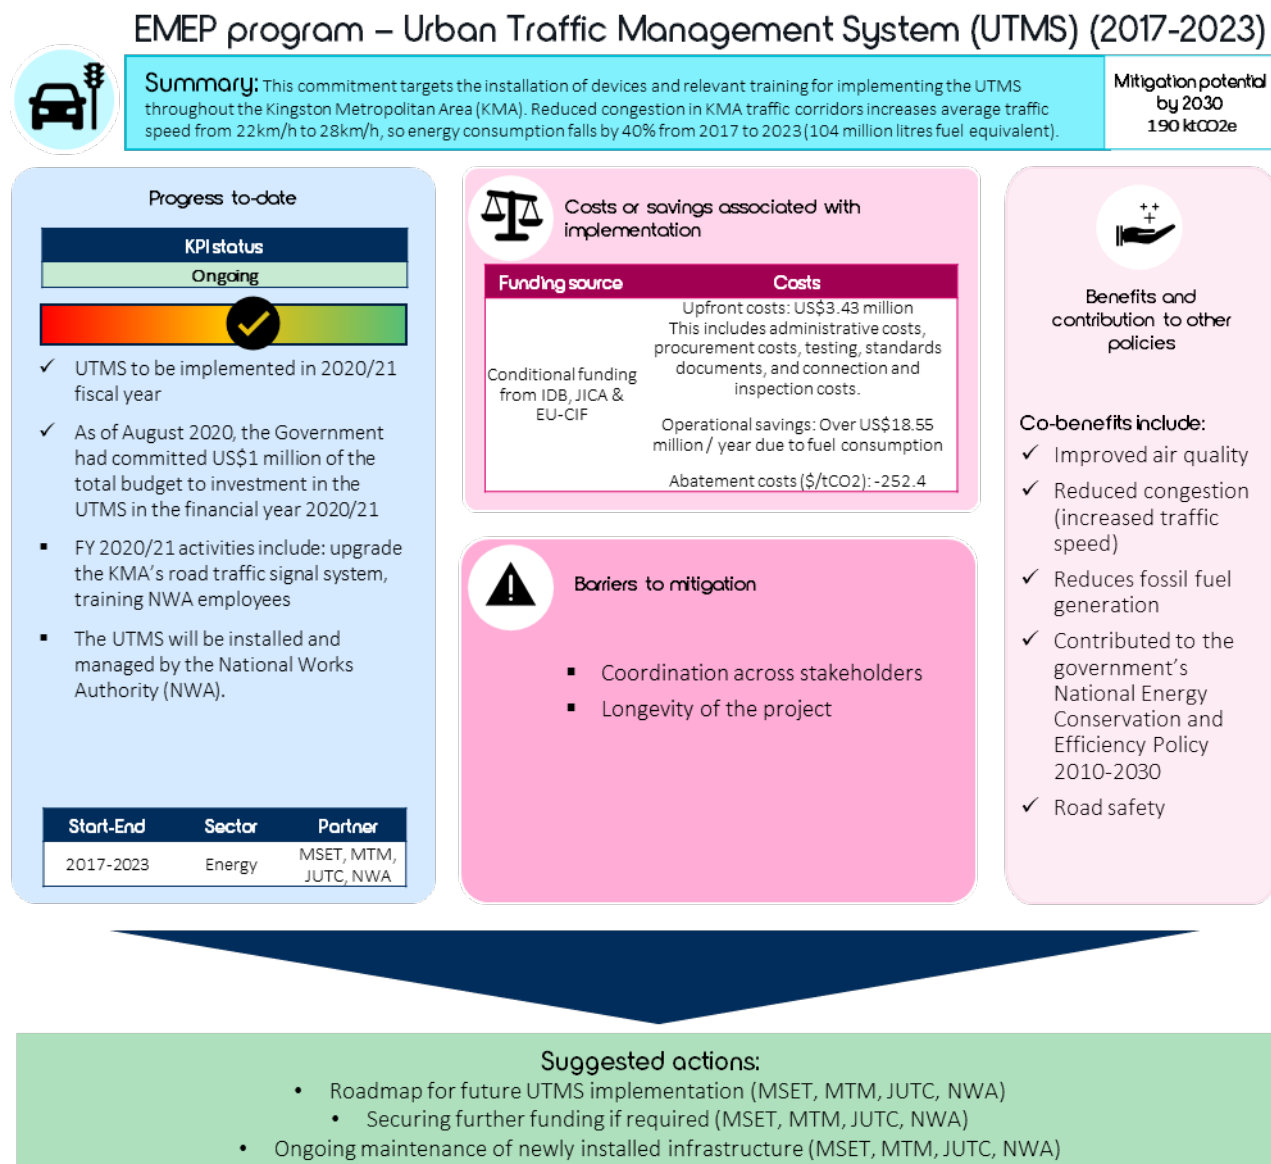 EMEP program – Urban Traffic Management System (UTMS) (2017-2023)
Summary: This commitment targets the installation of devices and relevant training for implementing the UTMS
throughout the Kingston Metropolitan Area (KMA). Reduced congestion in KMA traffic corridors increases average traffic
speed from 22km/h to 28km/h, so energy consumption falls by 40% from 2017 to 2023 (104 million litres fuel equivalent).
Mitigation potential
by 2030
190 ktCO2e
Progress to-date
KPI status
Ongoing
✓ UTMS to be implemented in 2020/21
fiscal year
✓ As of August 2020, the Government
had committed US$1 million of the
total budget to investment in the
UTMS in the financial year 2020/21
▪ FY 2020/21 activities include: upgrade
the KMA's road traffic signal system,
training NWA employees
▪ The UTMS will be installed and
managed by the National Works
Authority (NWA).
Start-End Sector Partner
2017-2023 Energy MSET, MTM,
JUTC, NWA
Costs or savings associated with
implementation
Funding source Costs
Conditional funding
from IDB, JICA &
EU-CIF
Upfront costs: US$3.43 million
This includes administrative costs,
procurement costs, testing, standards
documents, and connection and
inspection costs.
Operational savings: Over US$18.55
million / year due to fuel consumption
Abatement costs ($/tCO2): -252.4
Barriers to mitigation
▪ Coordination across stakeholders
▪ Longevity of the project
Benefits and
contribution to other
policies
Co-benefits include:
✓ Improved air quality
✓ Reduced congestion
(increased traffic
speed)
✓ Reduces fossil fuel
generation
✓ Contributed to the
government's
National Energy
Conservation and
Efficiency Policy
2010-2030
✓ Road safety
Suggested actions:
• Roadmap for future UTMS implementation (MSET, MTM, JUTC, NWA)
• Securing further funding if required (MSET, MTM, JUTC, NWA)
• Ongoing maintenance of newly installed infrastructure (MSET, MTM, JUTC, NWA)